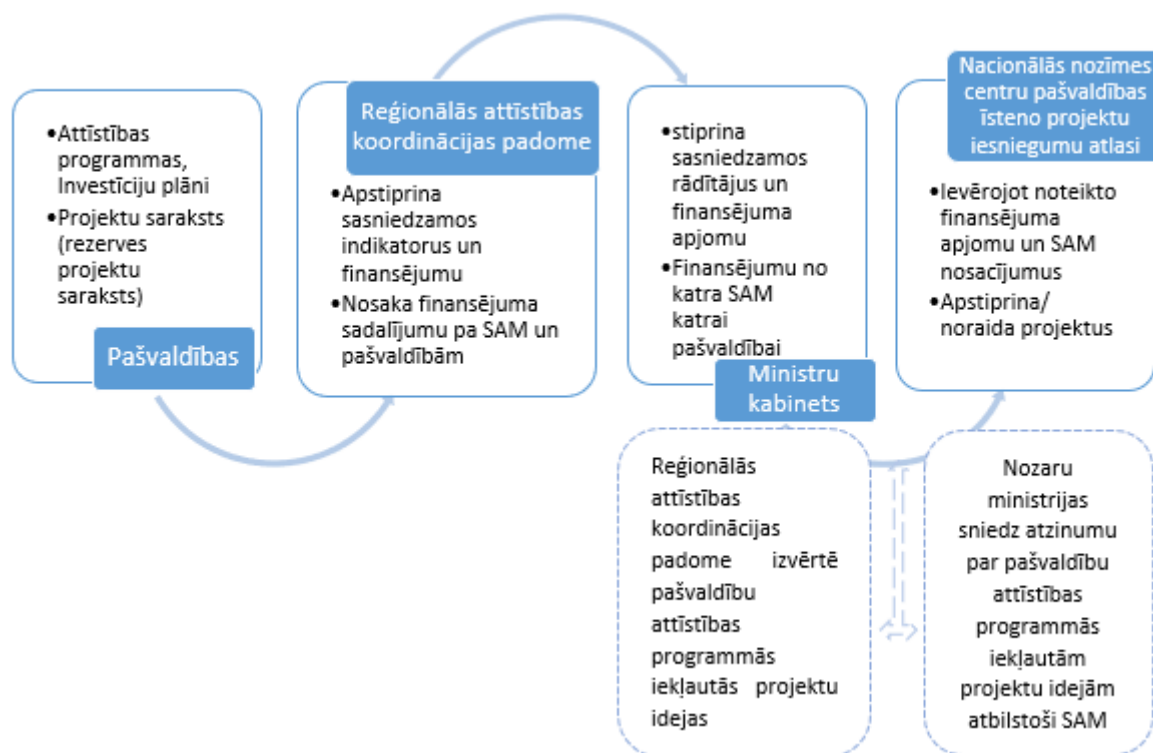 •Attīstības
programmas,
Investīciju plāni
•Projektu saraksts
(rezerves
projektu
saraksts)
Pašvaldības
Reģionālās attīstības
koordinācijas padome
•Apstiprina
sasniedzamos
indikatorus un
finansējumu
•Nosaka finansējuma
sadalījumu pa SAM un
pašvaldībām
•stiprina
sasniedzamos
rādītājus un
finansējuma
apjomu
•Finansējumu no
katra SAM
katrai
pašvaldībai
Ministru
kabinets
Nacionālās nozīmes
centru pašvaldības
īsteno projektu
iesniegumu atlasi
•Ievērojot noteikto
finansējuma
apjomu un SAM
nosacījumus
•Apstiprina/
noraida projektus
Reģionālās
attīstības
koordinācijas
padome izvērtē
pašvaldību
attīstības
programmās
iekļautās projektu
idejas
Nozaru
ministrijas
sniedz atzinumu
par pašvaldību
attīstības
programmās
iekļautām
projektu idejām
atbilstoši SAM